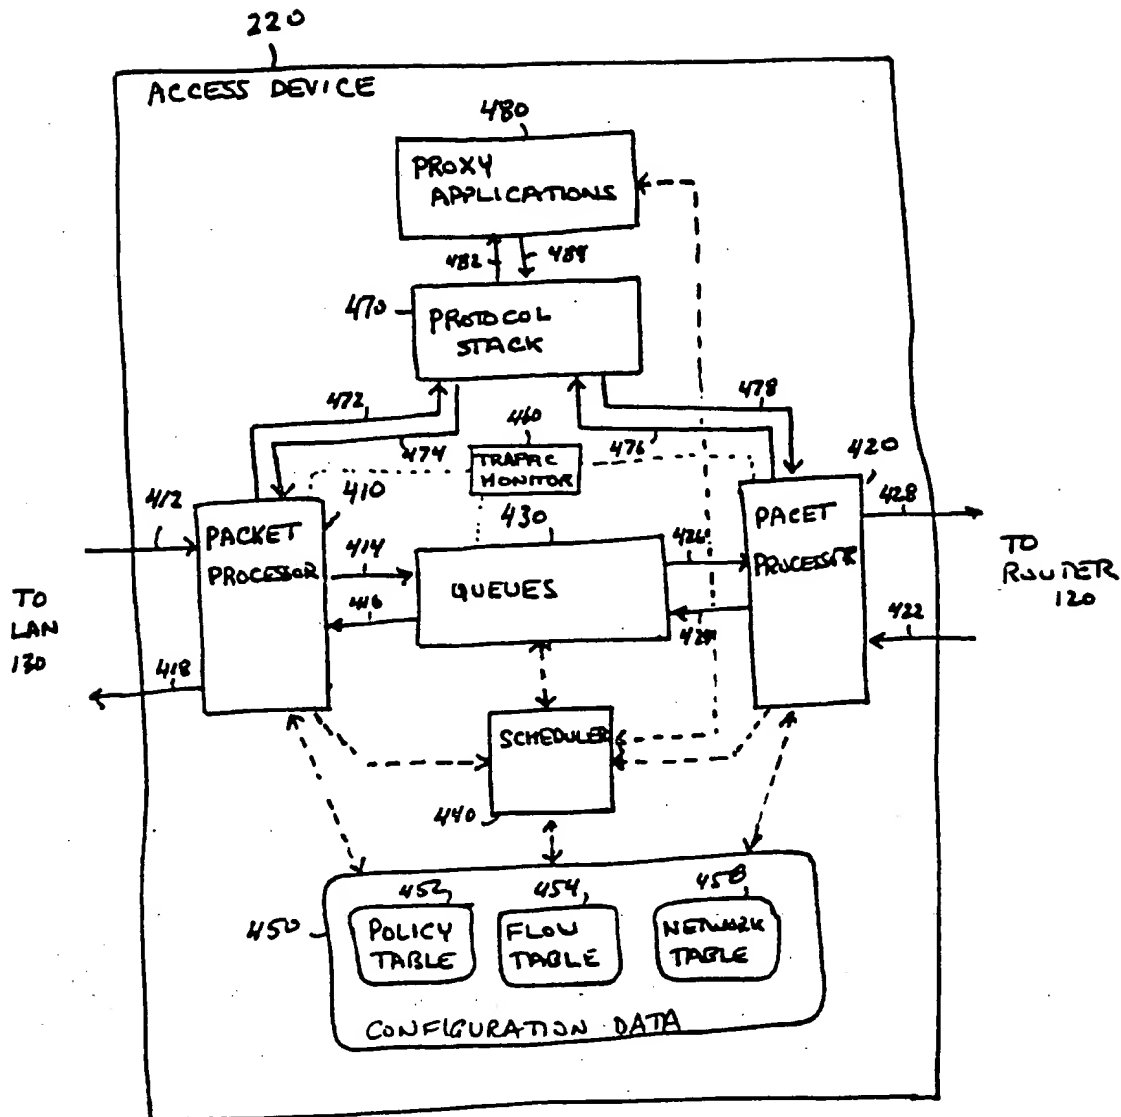 220
ACCESS DEVICE
480
PROXY
APPLICATIONS
482
484
470
PROTOCOL
STACK
472
474
460
TRAFFIC
MONITOR
476
478
412
410
420
428
PACKET
PROCESSOR
414
416
430
QUEUES
426
424
PACET
PROCESSOR
422
TO
LAN
130
418
TO
ROUTER
120
SCHEDULER
440
450
452
POLICY
TABLE
454
FLOW
TABLE
458
NETWORK
TABLE
CONFIGURATION DATA